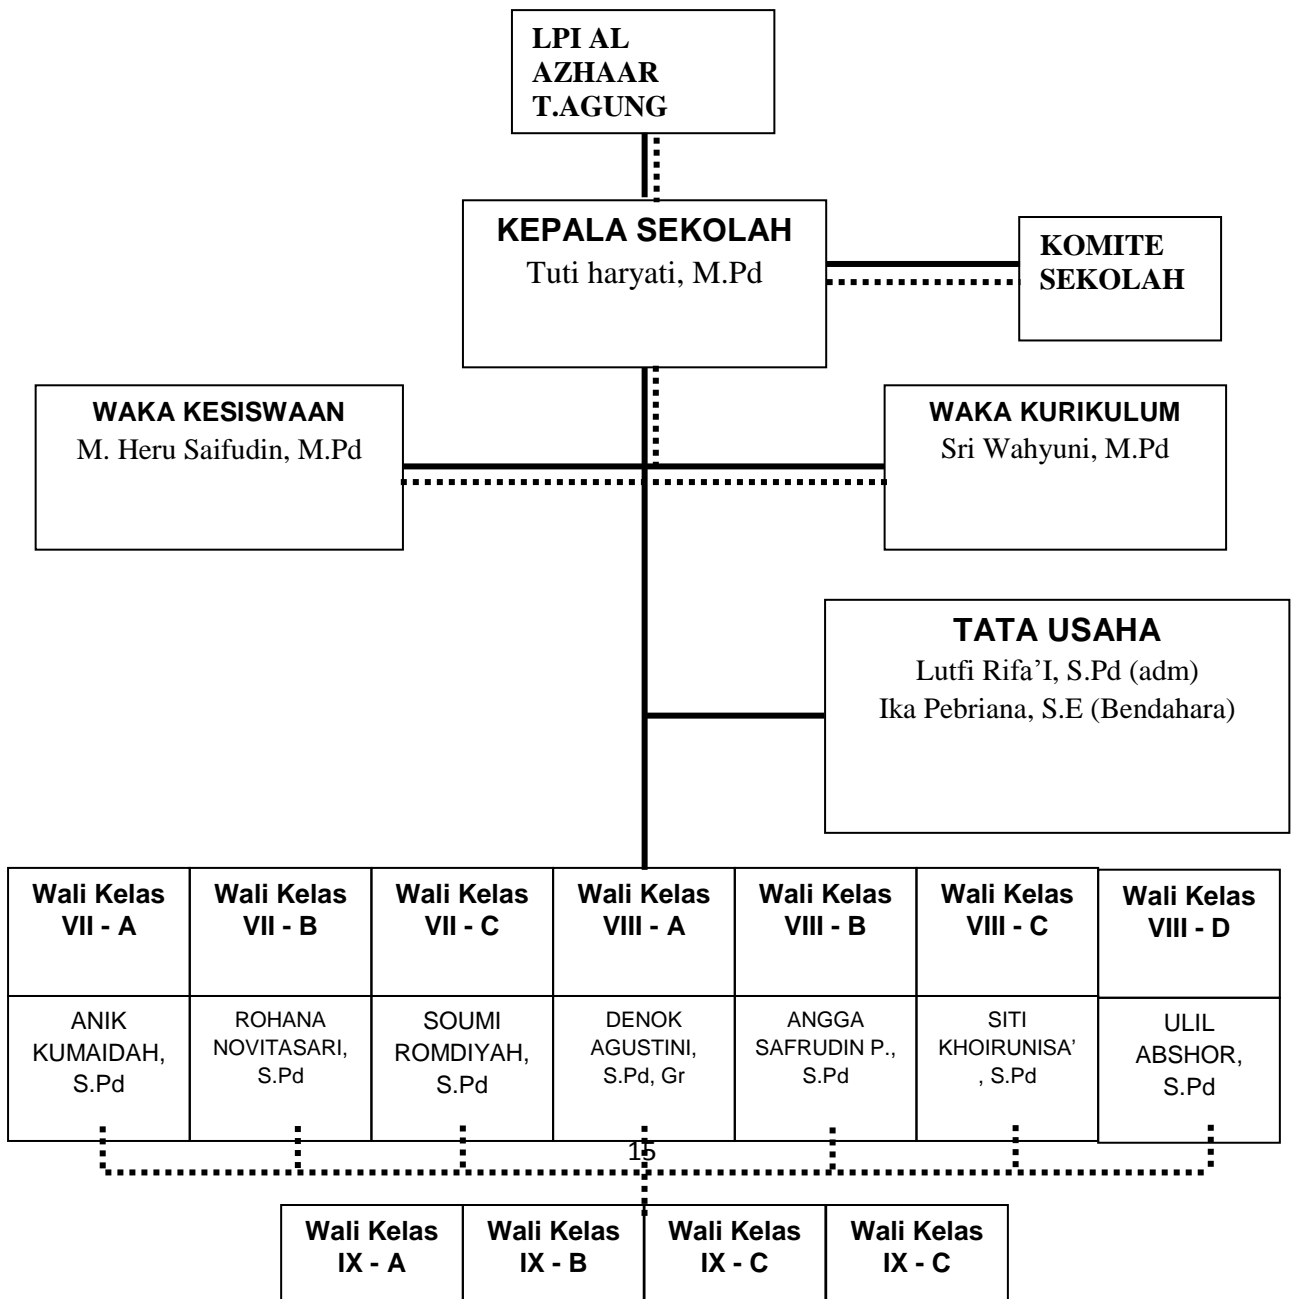 LPI AL
AZHAAR
T.AGUNG
KEPALA SEKOLAH
Tuti haryati, M.Pd
KOMITE
SEKOLAH
WAKA KESISWAAN
M. Heru Saifudin, M.Pd
WAKA KURIKULUM
Sri Wahyuni, M.Pd
TATA USAHA
Lutfi Rifa’I, S.Pd (adm)
Ika Pebriana, S.E (Bendahara)
Wali Kelas
VII - A
Wali Kelas
VII - B
Wali Kelas
VII - C
Wali Kelas
VIII - A
Wali Kelas
VIII - B
Wali Kelas
VIII - C
Wali Kelas
VIII - D
ANIK
KUMAIDAH,
S.Pd
ROHANA
NOVITASARI,
S.Pd
SOUMI
ROMDIYAH,
S.Pd
DENOK
AGUSTINI,
S.Pd, Gr
ANGGA
SAFRUDIN P.,
S.Pd
SITI
KHOIRUNISA’
, S.Pd
ULIL
ABSHOR,
S.Pd
15
Wali Kelas
IX - A
Wali Kelas
IX - B
Wali Kelas
IX - C
Wali Kelas
IX - C